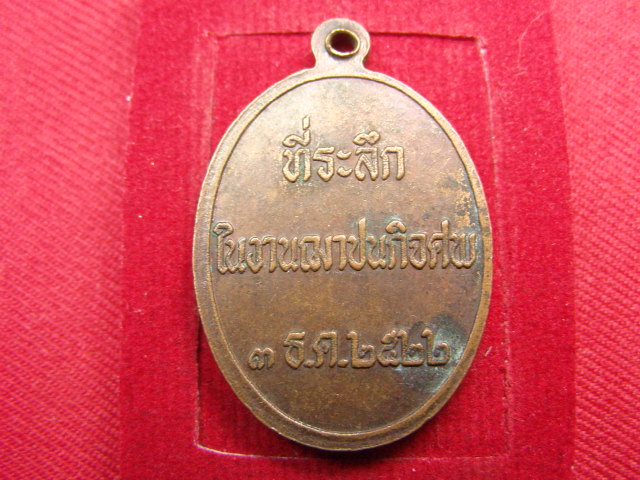 ที่ระลึก
ในงานฌาปนกิจศพ
๓ ธ.ค.๒๕๒๒